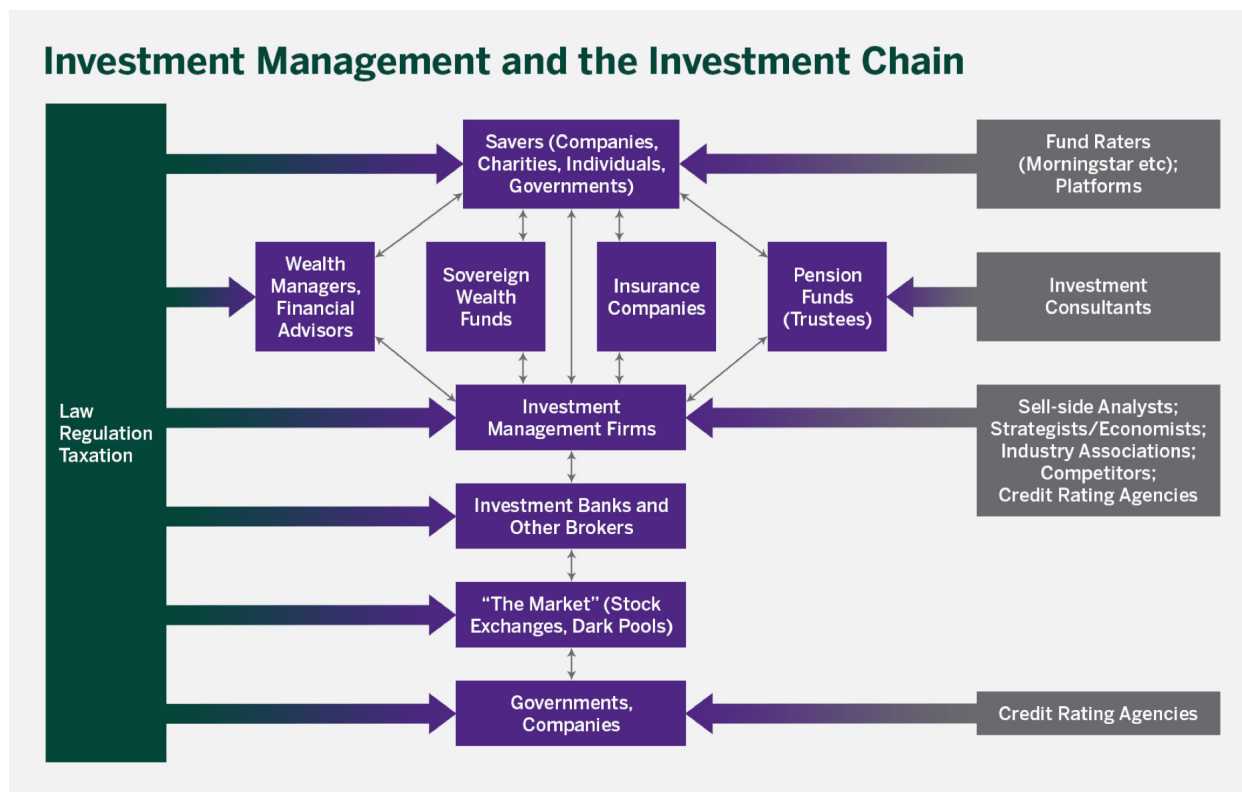 Investment Management and the Investment Chain
Savers (Companies,
Charities, Individuals,
Governments)
Fund Raters
(Morningstar etc);
Platforms
Wealth
Managers,
Financial
Advisors
Sovereign
Wealth
Funds
Insurance
Companies
Pension
Funds
(Trustees)
Investment
Consultants
Law
Regulation
Taxation
Investment
Management Firms
Sell-side Analysts;
Strategists/Economists;
Industry Associations;
Competitors;
Credit Rating Agencies
Investment Banks and
Other Brokers
“The Market” (Stock
Exchanges, Dark Pools)
Governments,
Companies
Credit Rating Agencies